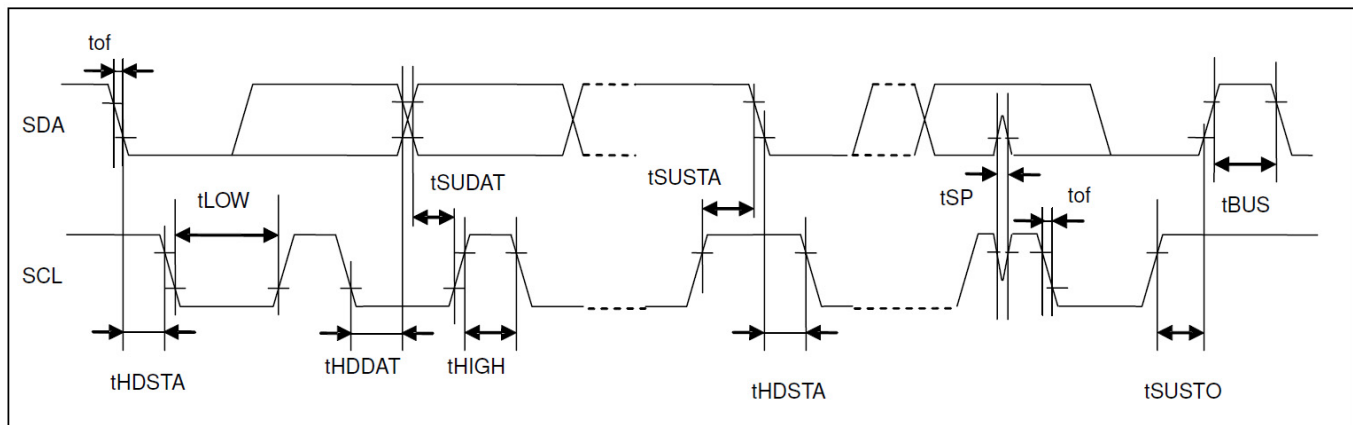 tof
SDA
tSUDAT
tSUSTA
tSP
tof
tBUS
tLOW
SCL
tHDSTA
tHDDAT
tHIGH
tHDSTA
tSUSTO